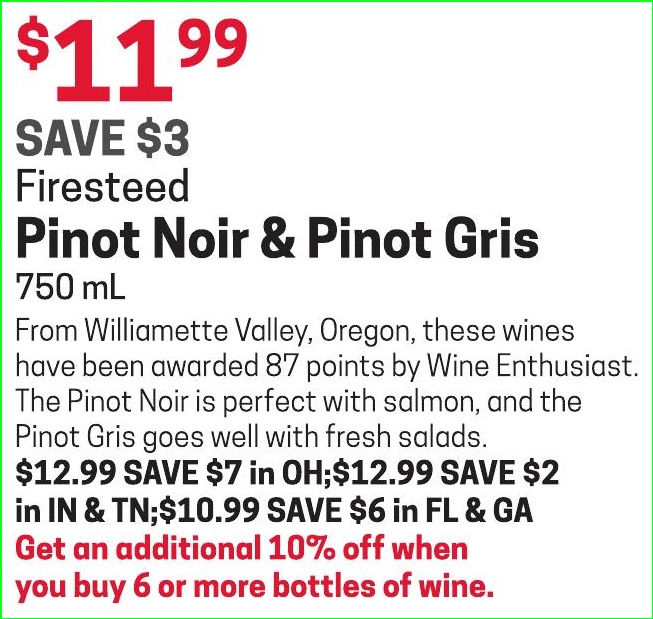 $11.99
SAVE $3
Firesteed
Pinot Noir & Pinot Gris
750 mL
From Williamette Valley, Oregon, these wines
have been awarded 87 points by Wine Enthusiast.
The Pinot Noir is perfect with salmon, and the
Pinot Gris goes well with fresh salads.
$12.99 SAVE $7 in OH;$12.99 SAVE $2
in IN & TN;$10.99 SAVE $6 in FL & GA
Get an additional 10% off when
you buy 6 or more bottles of wine.